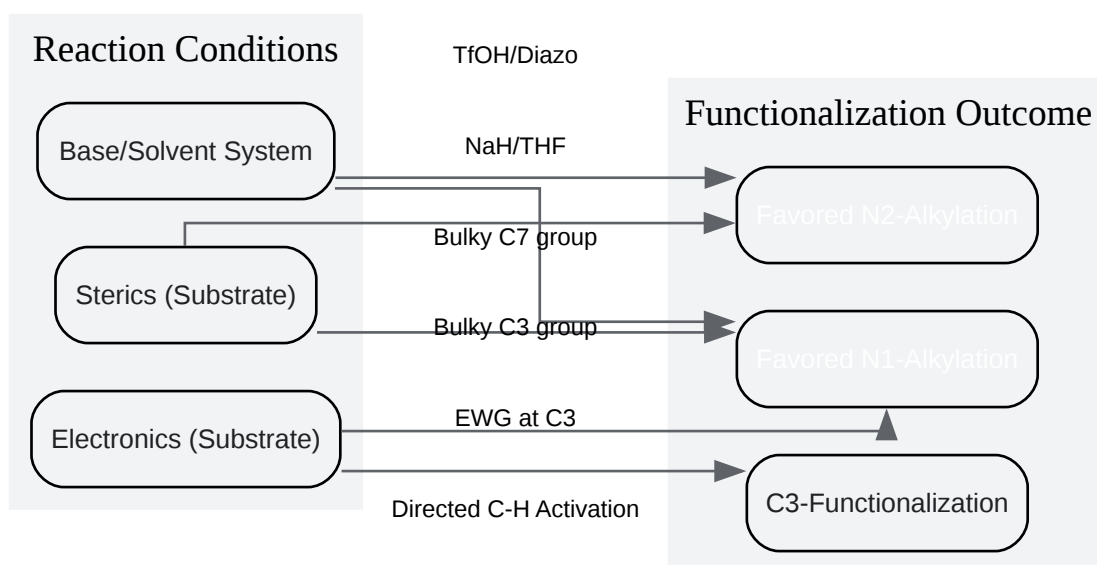 Reaction Conditions
Base/Solvent System
Sterics (Substrate)
Electronics (Substrate)
TfOH/Diazo
NaH/THF
Bulky C7 group
Bulky C3 group
EWG at C3
Directed C-H Activation
Functionalization Outcome
Favored N2-Alkylation
Favored N1-Alkylation
C3-Functionalization